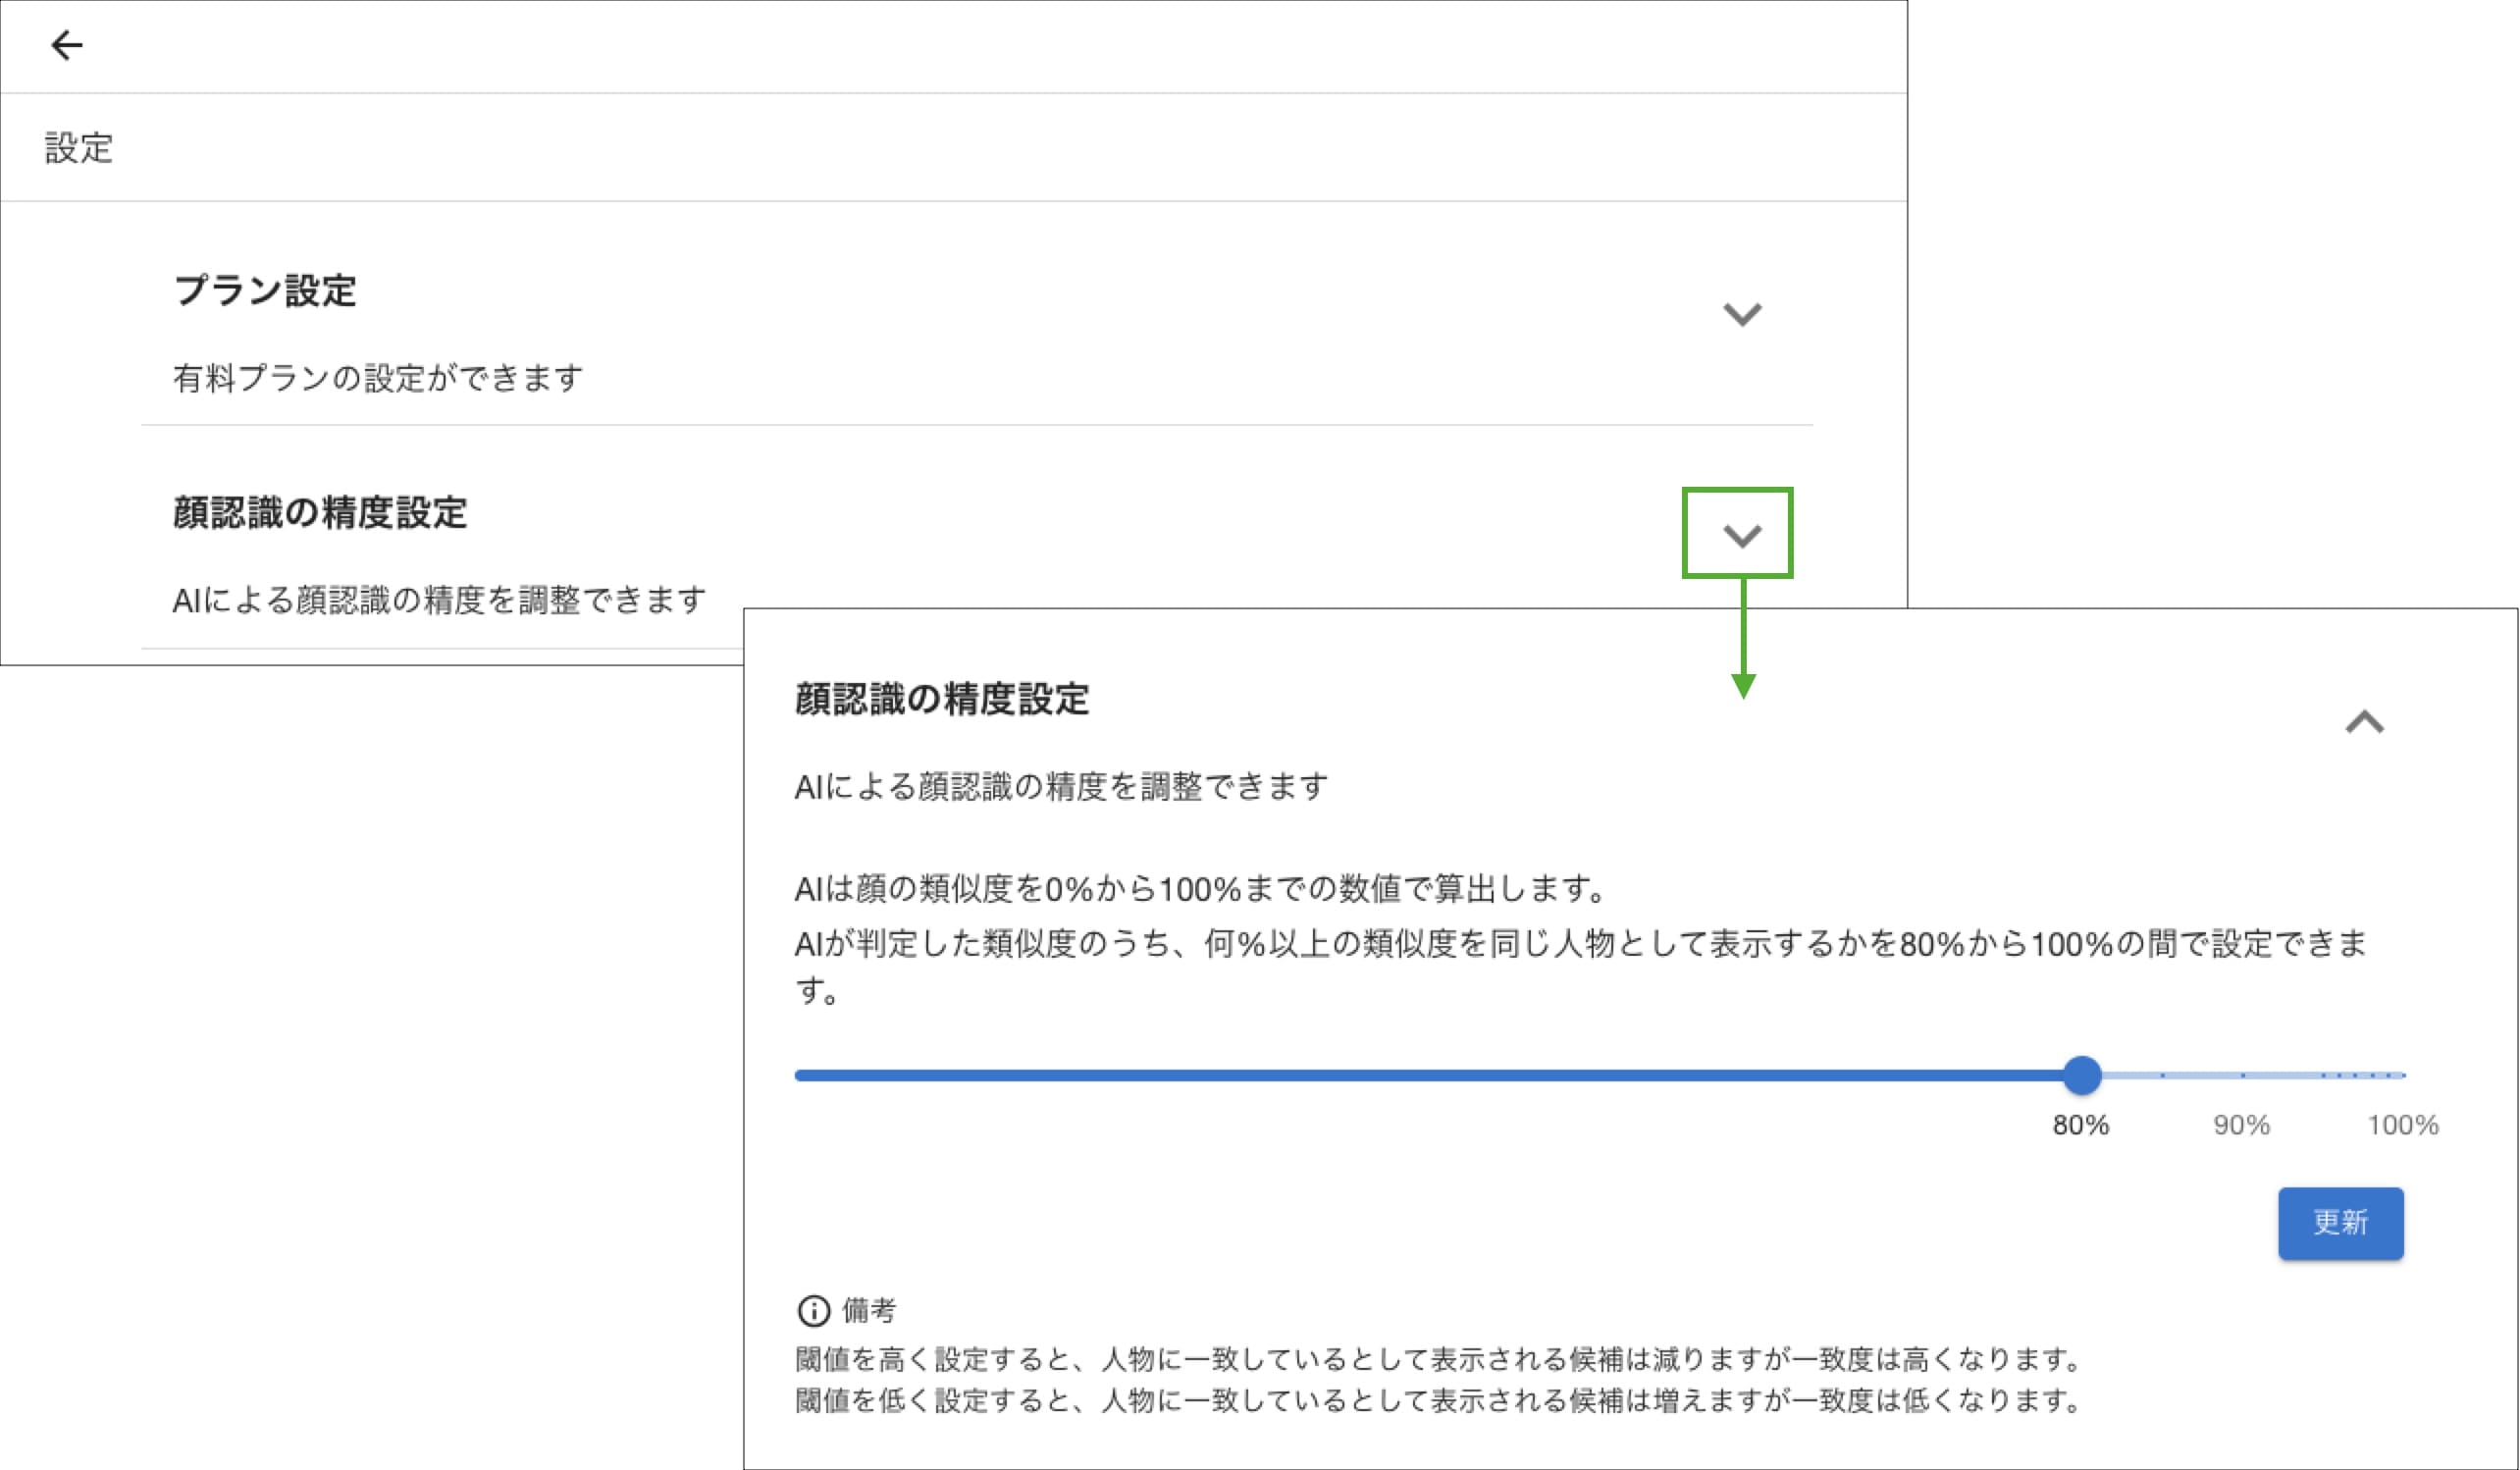 設定
プラン設定
有料プランの設定ができます
顔認識の精度設定
AIによる顔認識の精度を調整できます
顔認識の精度設定
AIによる顔認識の精度を調整できます
AIは顔の類似度を0%から100%までの数値で算出します。
AIが判定した類似度のうち、何%以上の類似度を同じ人物として表示するかを80%から100%の間で設定できま
す。
80% 90% 100%
更新
備考
閾値を高く設定すると、人物に一致しているとして表示される候補は減りますが一致度は高くなります。
閾値を低く設定すると、人物に一致しているとして表示される候補は増えますが一致度は低くなります。